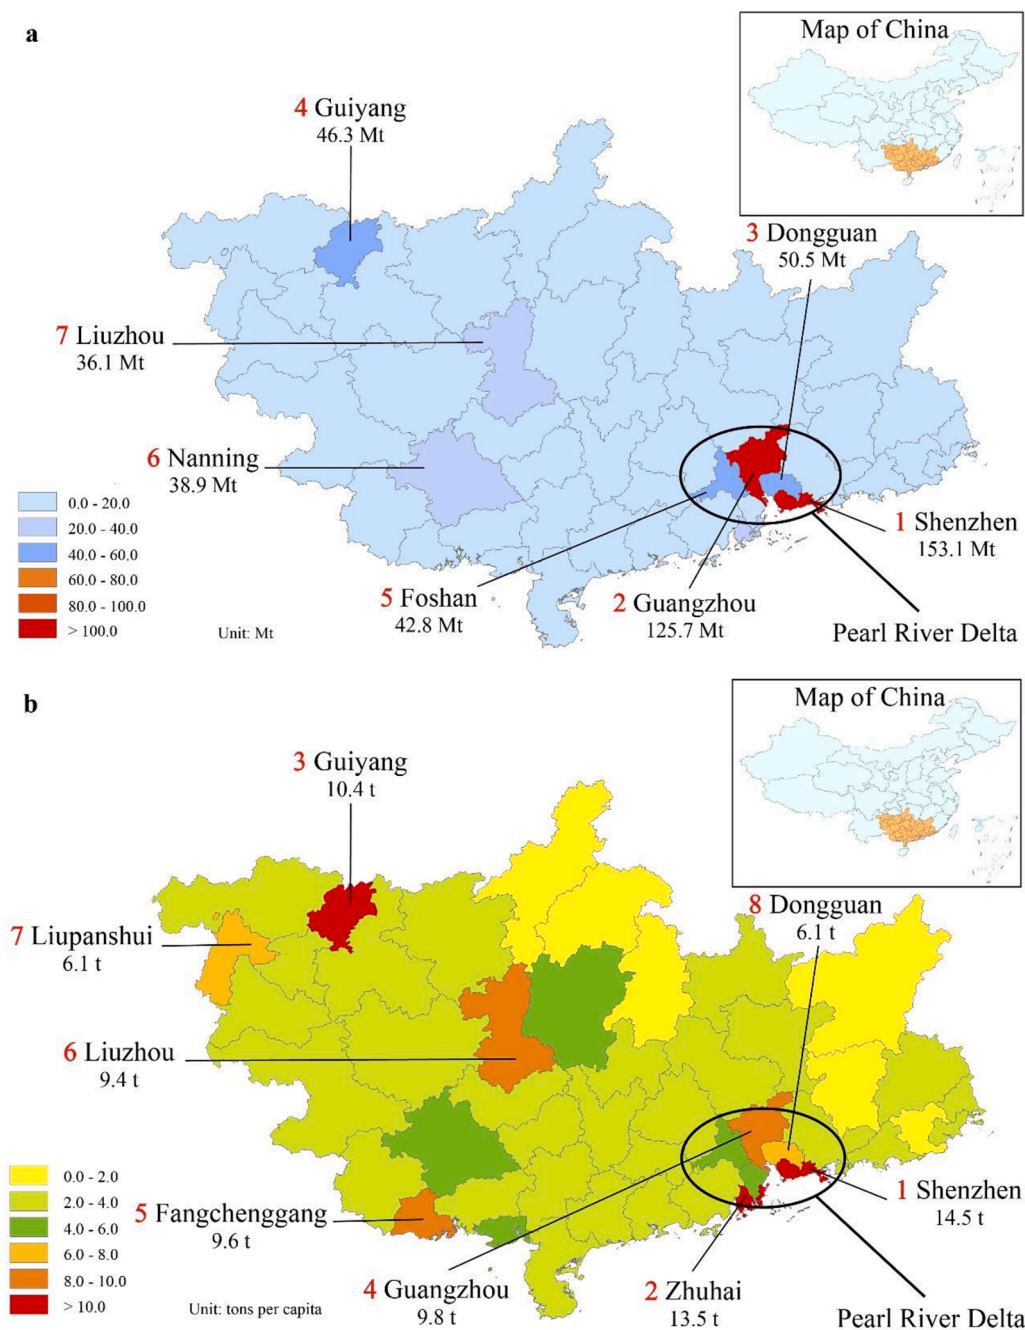 a
Map of China
4 Guiyang
46.3 Mt
3 Dongguan
50.5 Mt
7 Liuzhou
36.1 Mt
6 Nanning
38.9 Mt
1 Shenzhen
153.1 Mt
5 Foshan
42.8 Mt
2 Guangzhou
125.7 Mt
Pearl River Delta
0.0 - 20.0
20.0 - 40.0
40.0 - 60.0
60.0 - 80.0
80.0 - 100.0
> 100.0
Unit: Mt
b
Map of China
3 Guiyang
10.4 t
8 Dongguan
6.1 t
7 Liupanshui
6.1 t
6 Liuzhou
9.4 t
5 Fangchenggang
9.6 t
1 Shenzhen
14.5 t
4 Guangzhou
9.8 t
2 Zhuhai
13.5 t
Pearl River Delta
0.0 - 2.0
2.0 - 4.0
4.0 - 6.0
6.0 - 8.0
8.0 - 10.0
> 10.0
Unit: tons per capita